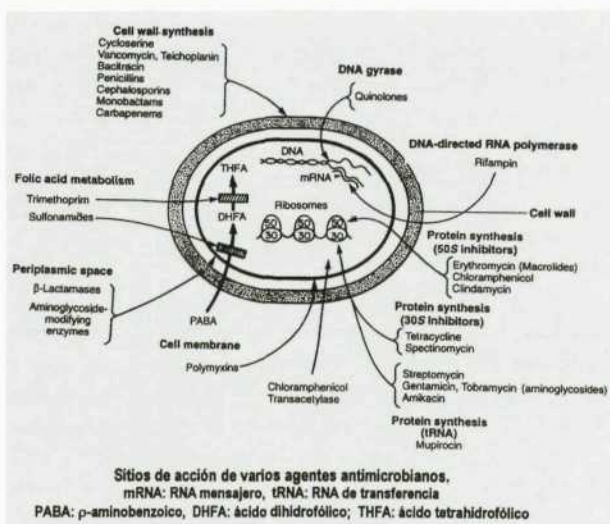 Cell wall synthesis
Cycloserine
Vancomycin, Teichoplanin
Bacitracin
Penicillins
Cephalosporins
Monobactams
Carbapenems
DNA gyrase
Quinolones
DNA-directed RNA polymerase
Rifampin
DNA
mRNA
THFA
DHFA
Ribosomes
50 50 50
30 30 30
Folic acid metabolism
Trimethoprim
Sulfonamides
Cell wall
Protein synthesis
(50S inhibitors)
Erythromycin (Macrolides)
Chloramphenicol
Clindamycin
Periplasmic space
β-Lactamases
Aminoglycoside-
modifying
enzymes
PABA
Cell membrane
Polymyxins
Protein synthesis
(30S Inhibitors)
Tetracycline
Spectinomycin
Chloramphenicol
Transacetylase
Streptomycin
Gentamicin, Tobramycin (aminoglycosides)
Amikacin
Protein synthesis
(tRNA)
Mupirocin
Sitios de acción de varios agentes antimicrobianos,
mRNA: RNA mensajero, tRNA: RNA de transferencia
PABA: ρ-aminobenzoico, DHFA: ácido dihidrofólico; THFA: ácido tetrahidrofólico